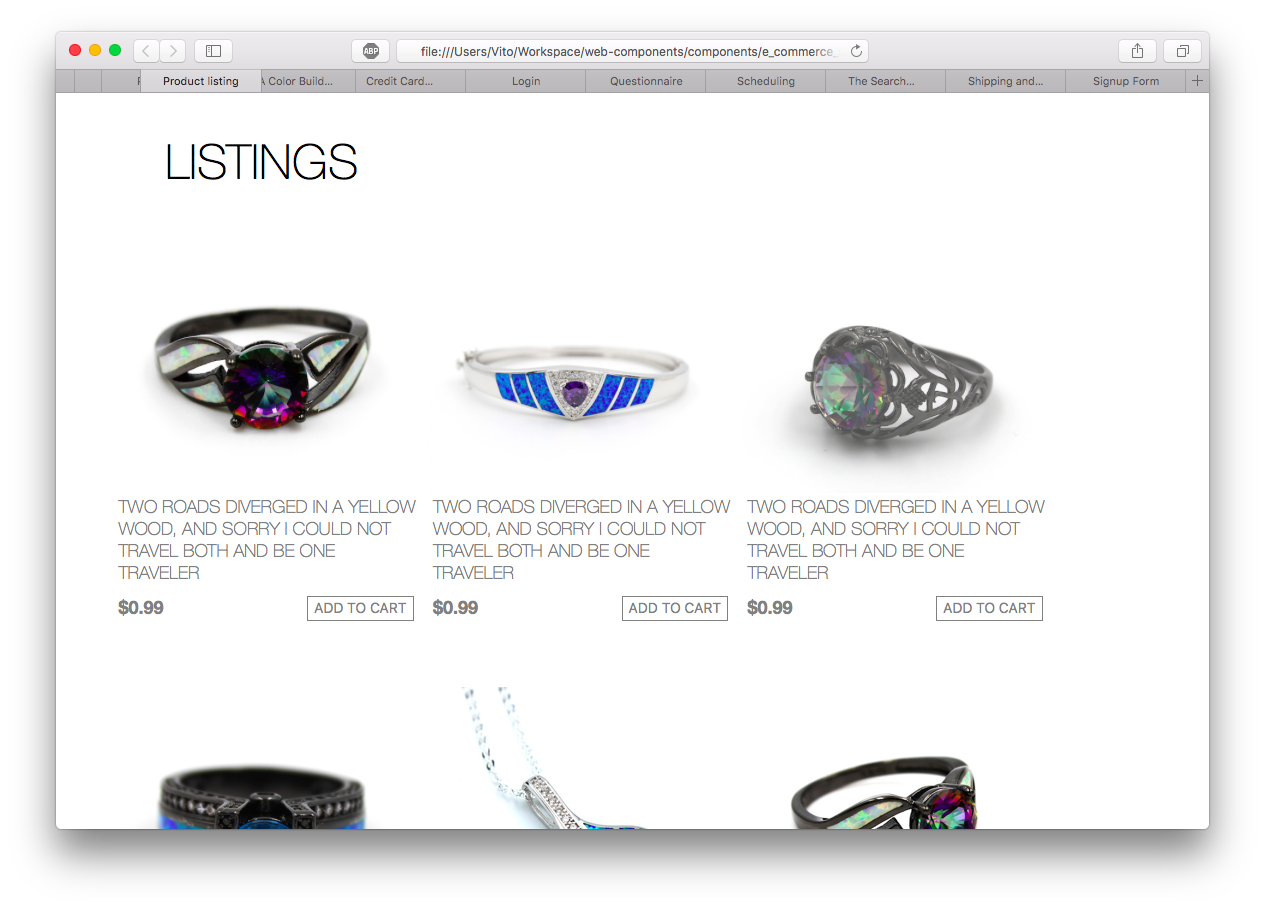 ABP
file:///Users/Vito/Workspace/web-components/components/e_commerce_
Product listing
A Color Build...
Credit Card...
Login
Questionnaire
Scheduling
The Search...
Shipping and...
Signup Form
LISTINGS
TWO ROADS DIVERGED IN A YELLOW
WOOD, AND SORRY I COULD NOT
TRAVEL BOTH AND BE ONE
TRAVELER
$0.99
ADD TO CART
TWO ROADS DIVERGED IN A YELLOW
WOOD, AND SORRY I COULD NOT
TRAVEL BOTH AND BE ONE
TRAVELER
$0.99
ADD TO CART
TWO ROADS DIVERGED IN A YELLOW
WOOD, AND SORRY I COULD NOT
TRAVEL BOTH AND BE ONE
TRAVELER
$0.99
ADD TO CART